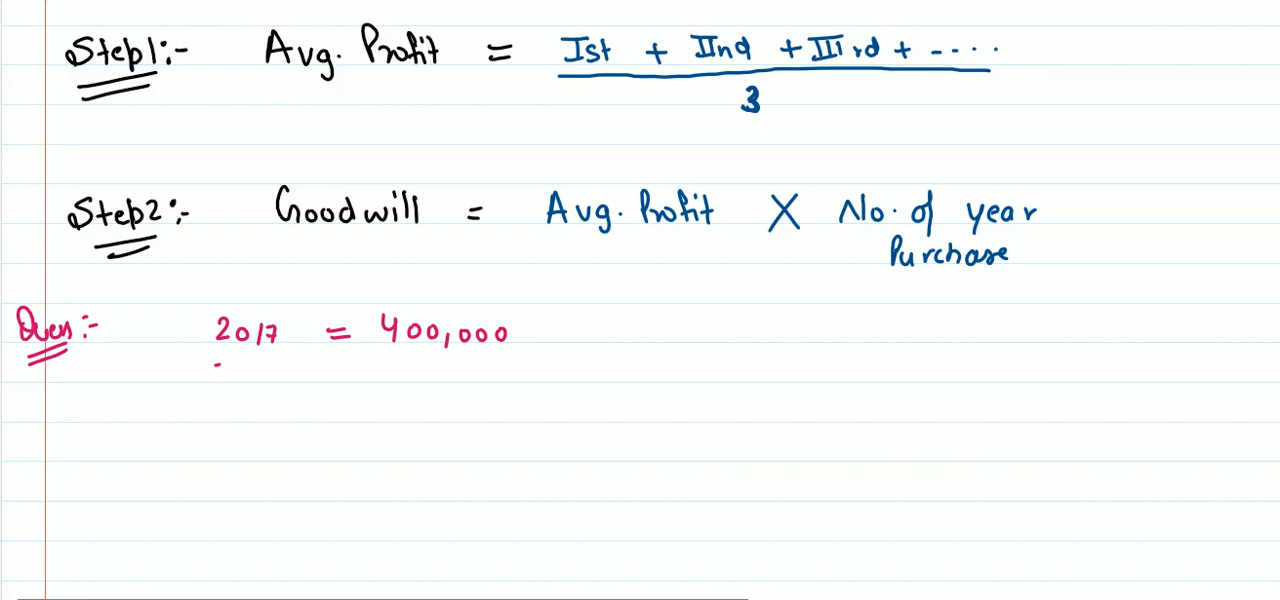 Step1:- Avg. Profit = Ist + IInd + IIIrd + .....
3
Step2:- Goodwill = Avg. Profit X No. of year
Purchase
Ques:- 2017 = 400,000